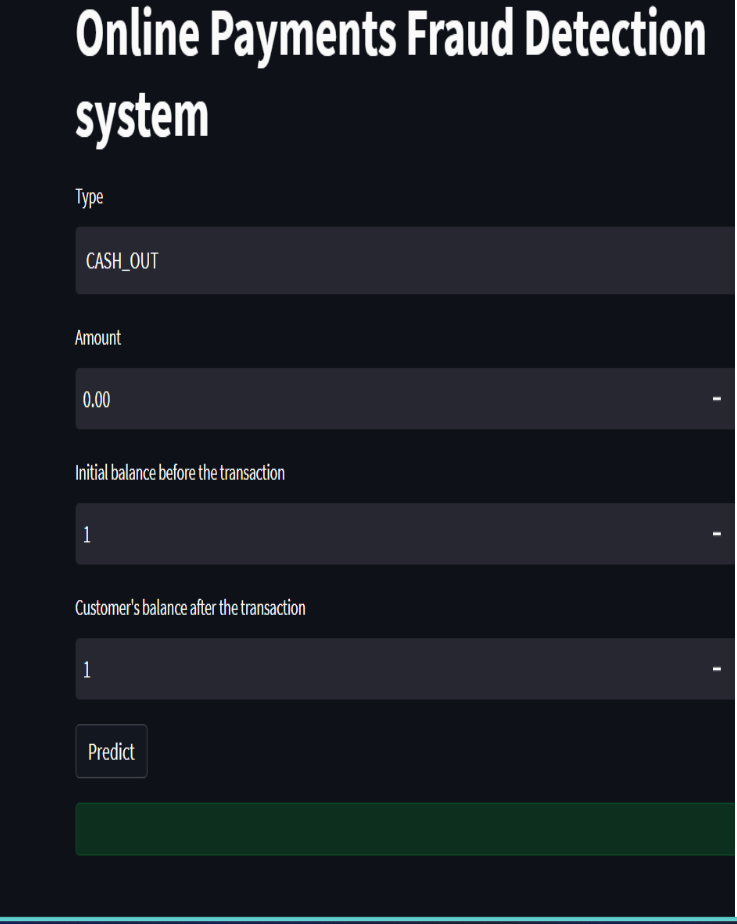 Online Payments Fraud Detection
system
Type
CASH_OUT
Amount
0.00
Initial balance before the transaction
1
Customer's balance after the transaction
1
Predict